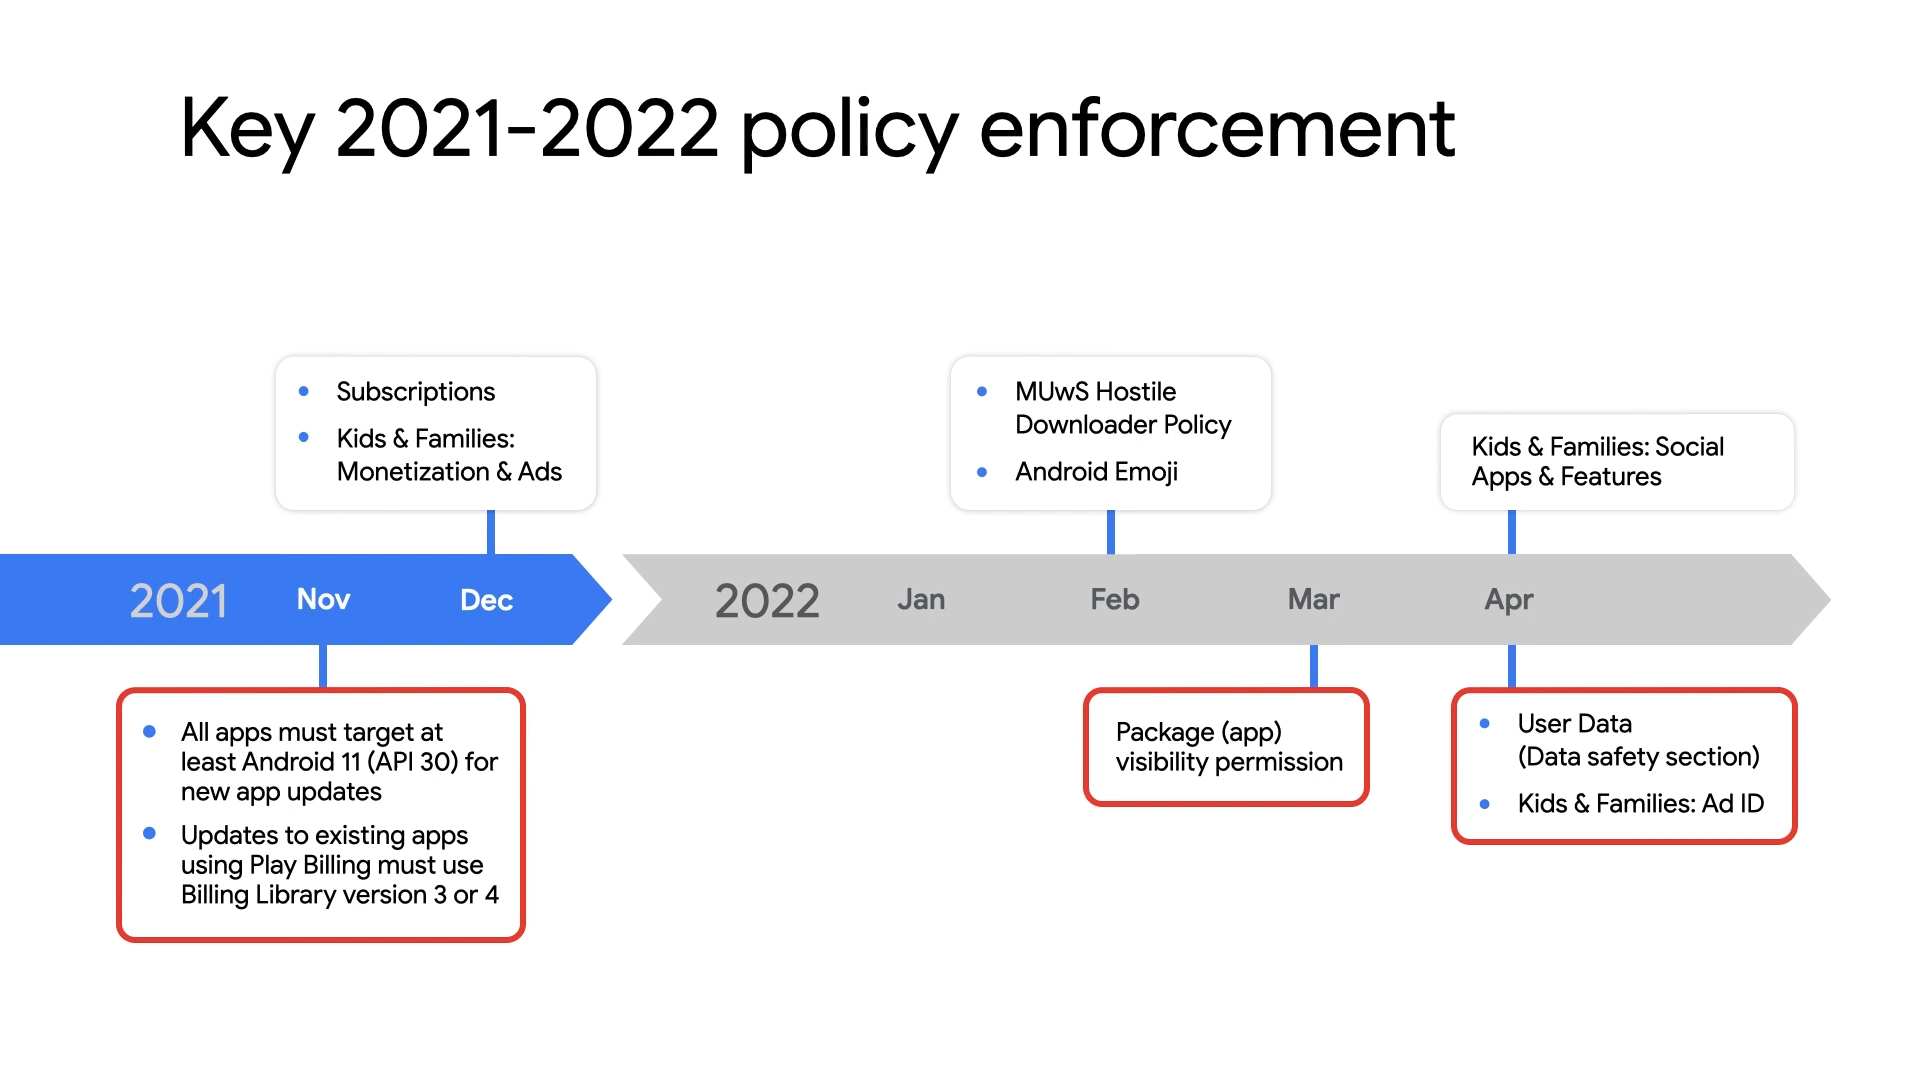 Key 2021-2022 policy enforcement
Subscriptions
Kids & Families:
Monetization & Ads
MUwS Hostile
Downloader Policy
Android Emoji
Kids & Families: Social
Apps & Features
2021 Nov Dec 2022 Jan Feb Mar Apr
All apps must target at
least Android 11 (API 30) for
new app updates
Updates to existing apps
using Play Billing must use
Billing Library version 3 or 4
Package (app)
visibility permission
User Data
(Data safety section)
Kids & Families: Ad ID